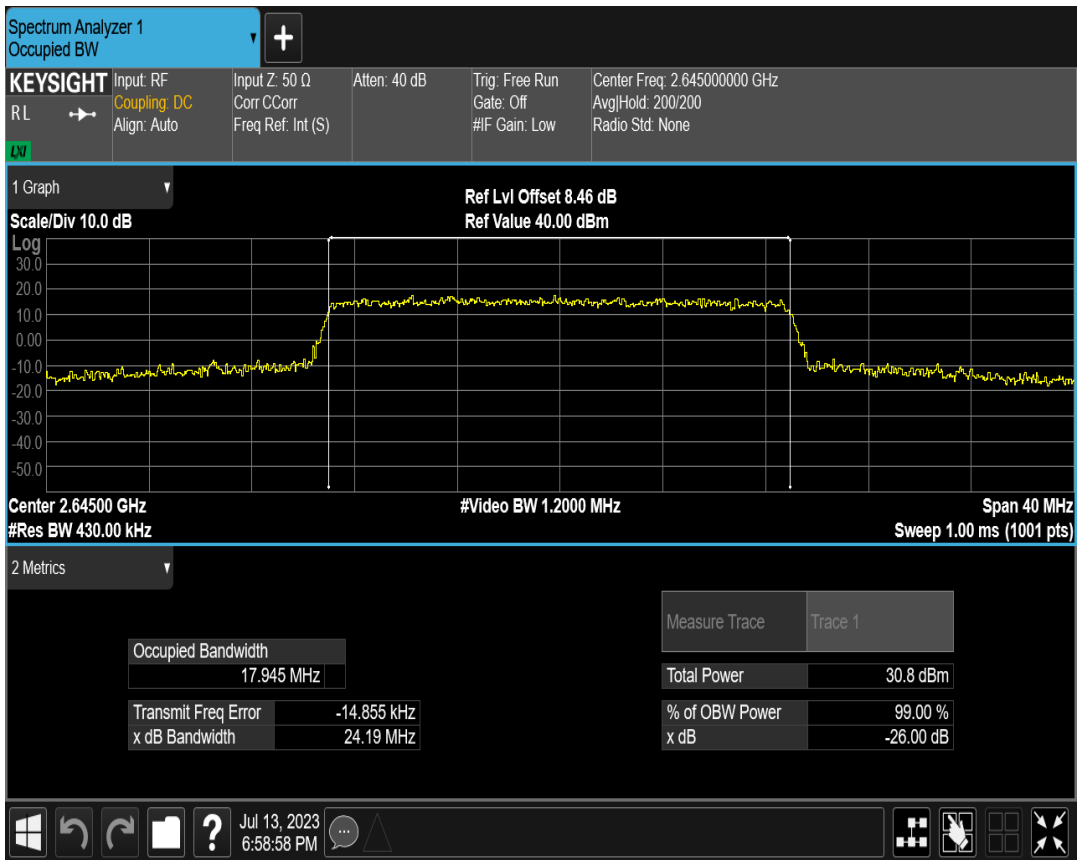 Spectrum Analyzer 1
Occupied BW
KEYSIGHT
RL
LXI
Input: RF
Coupling: DC
Align: Auto
Input Z: 50 Ω
Corr CCorr
Freq Ref: Int (S)
Atten: 40 dB
Trig: Free Run
Gate: Off
#IF Gain: Low
Center Freq: 2.645000000 GHz
Avg|Hold: 200/200
Radio Std: None
1 Graph
Scale/Div 10.0 dB
Ref Lvl Offset 8.46 dB
Ref Value 40.00 dBm
Log
30.0
20.0
10.0
0.00
-10.0
-20.0
-30.0
-40.0
-50.0
Center 2.64500 GHz
#Video BW 1.2000 MHz
Span 40 MHz
#Res BW 430.00 kHz
Sweep 1.00 ms (1001 pts)
2 Metrics
Occupied Bandwidth
17.945 MHz
Transmit Freq Error -14.855 kHz
x dB Bandwidth 24.19 MHz
Measure Trace Trace 1
Total Power 30.8 dBm
% of OBW Power 99.00 %
x dB -26.00 dB
?
Jul 13, 2023
6:58:58 PM